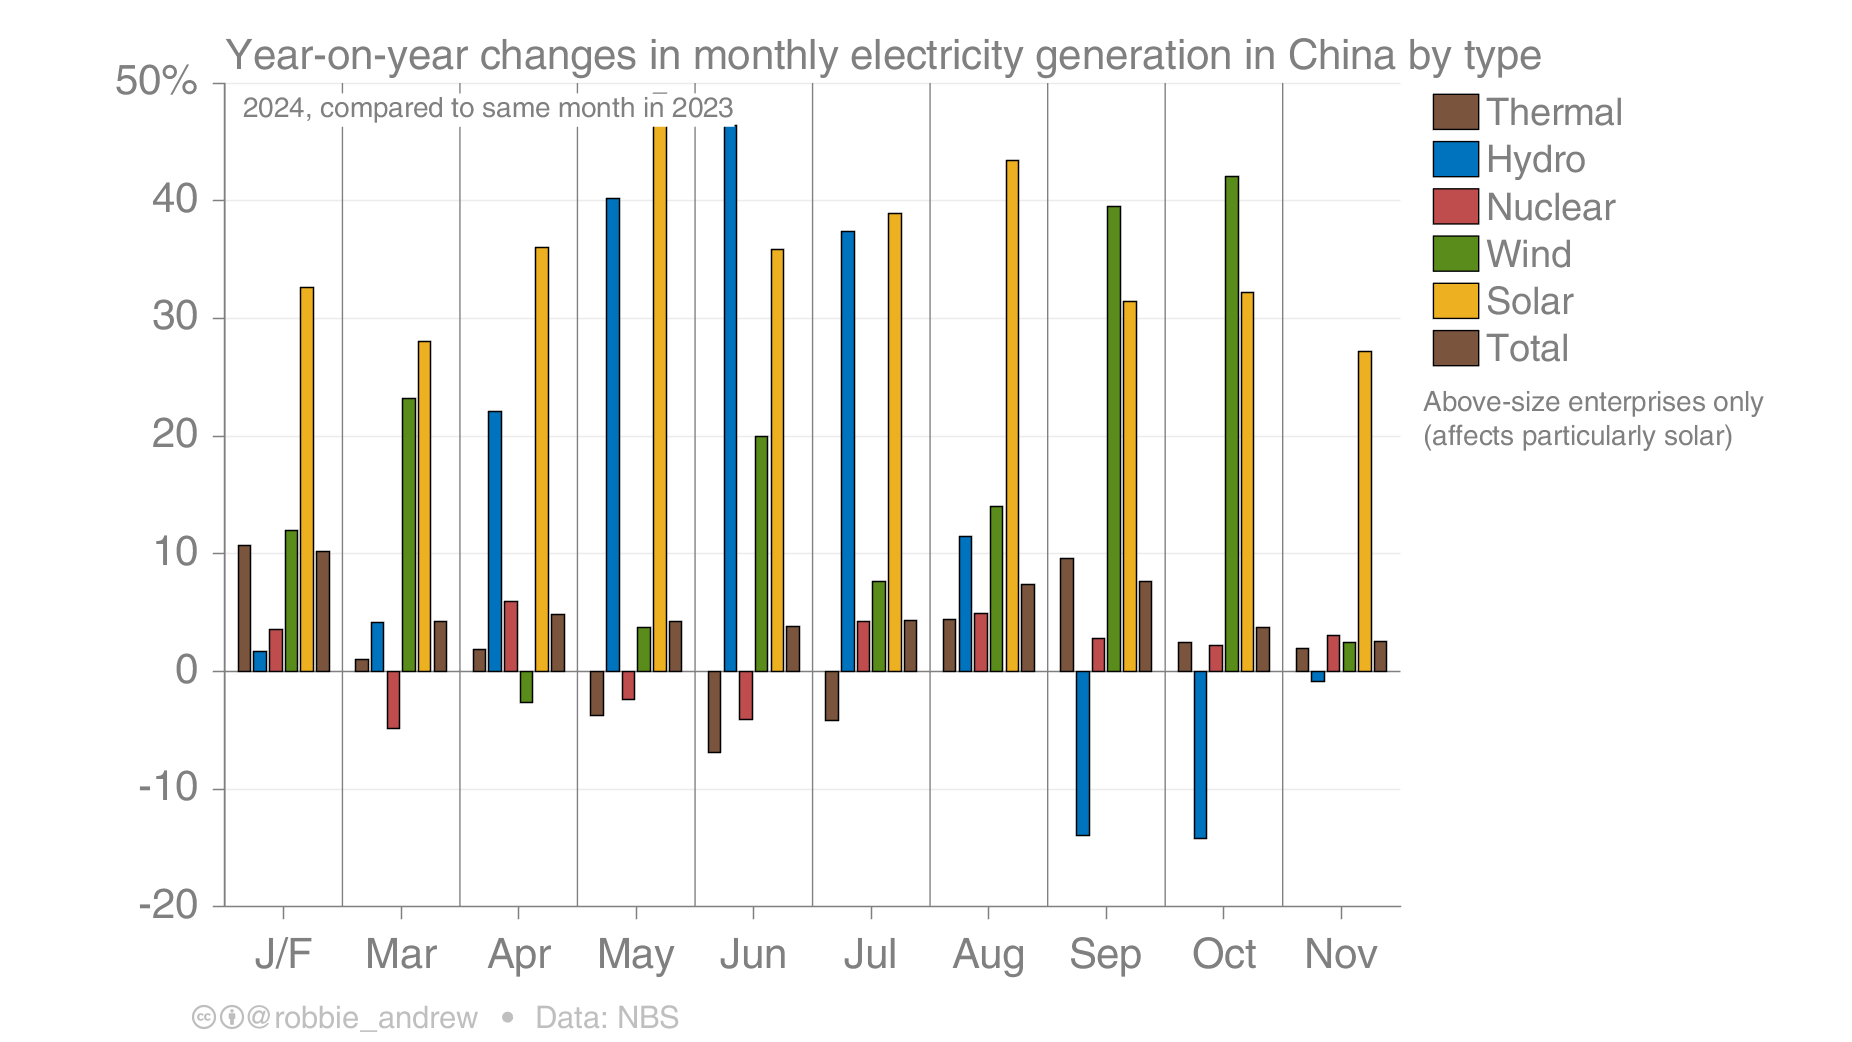 Year-on-year changes in monthly electricity generation in China by type
50%
2024, compared to same month in 2023
40
30
20
10
0
-10
-20
Thermal
Hydro
Nuclear
Wind
Solar
Total
Above-size enterprises only
(affects particularly solar)
J/F Mar Apr May Jun Jul Aug Sep Oct Nov
@robbie_andrew • Data: NBS